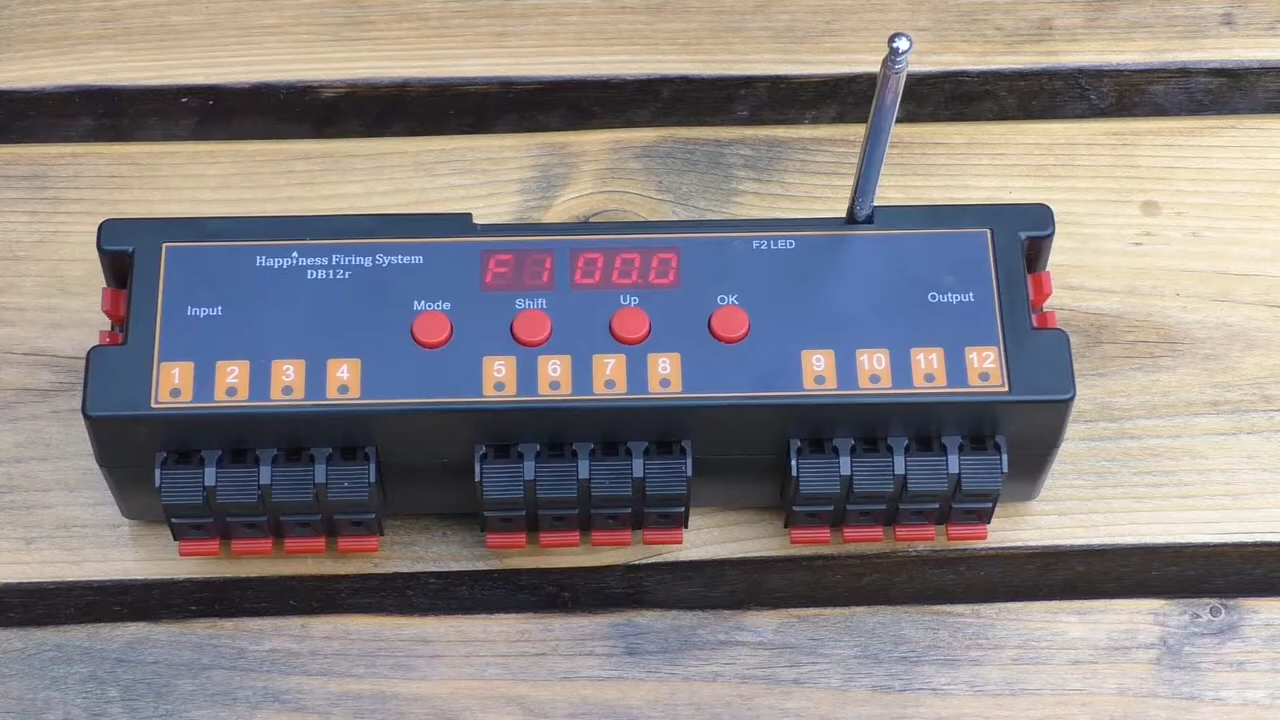 Happiness Firing System
DB12r
F1 00.0
F2 LED
Input
Mode
Shift
Up
OK
Output
1 2 3 4 5 6 7 8 9 10 11 12